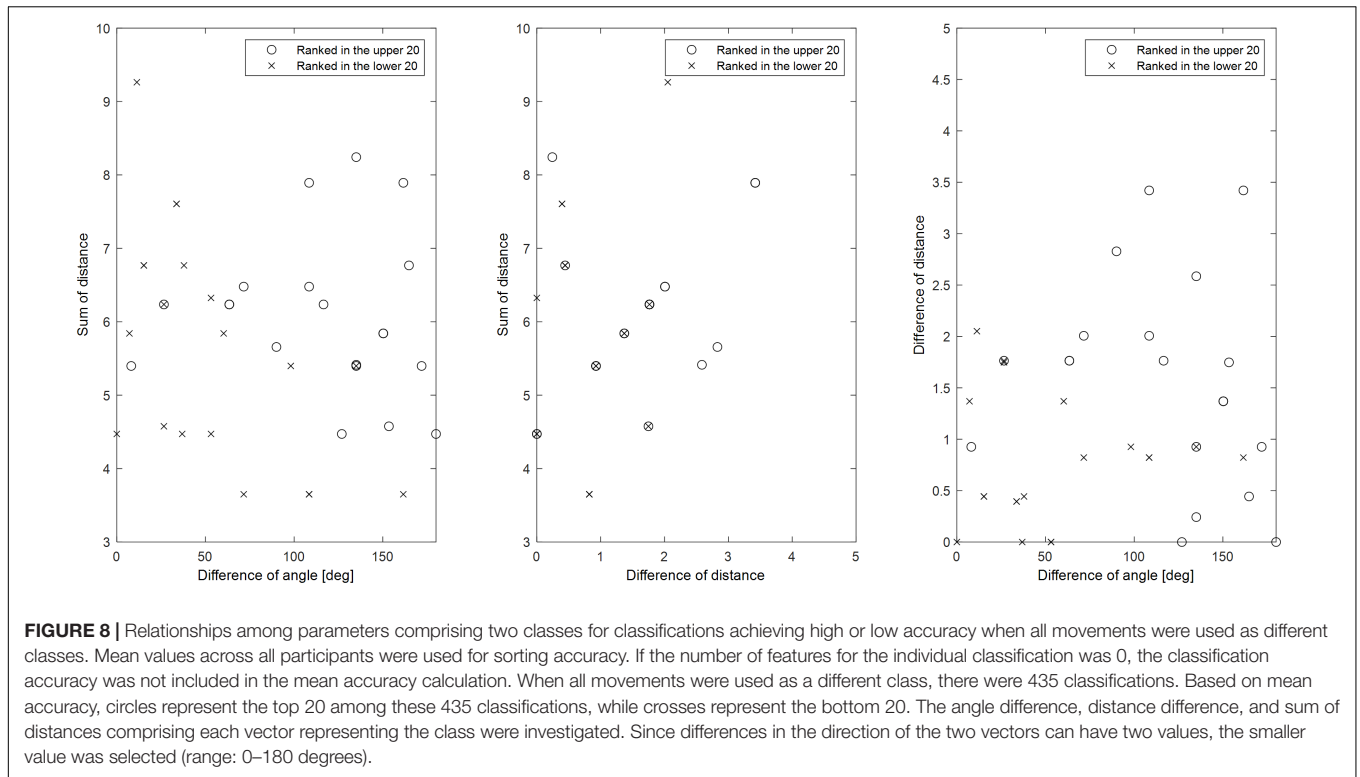 10
9
8
7
6
5
4
3
Sum of distance
0
50
100
150
Difference of angle [deg]
Ranked in the upper 20
Ranked in the lower 20
10
9
8
7
6
5
4
3
Sum of distance
0
1
2
3
4
5
Difference of distance
Ranked in the upper 20
Ranked in the lower 20
5
4.5
4
3.5
3
2.5
2
1.5
1
0.5
0
Difference of distance
0
50
100
150
Difference of angle [deg]
Ranked in the upper 20
Ranked in the lower 20
FIGURE 8 | Relationships among parameters comprising two classes for classifications achieving high or low accuracy when all movements were used as different
classes. Mean values across all participants were used for sorting accuracy. If the number of features for the individual classification was 0, the classification
accuracy was not included in the mean accuracy calculation. When all movements were used as a different class, there were 435 classifications. Based on mean
accuracy, circles represent the top 20 among these 435 classifications, while crosses represent the bottom 20. The angle difference, distance difference, and sum of
distances comprising each vector representing the class were investigated. Since differences in the direction of the two vectors can have two values, the smaller
value was selected (range: 0–180 degrees).